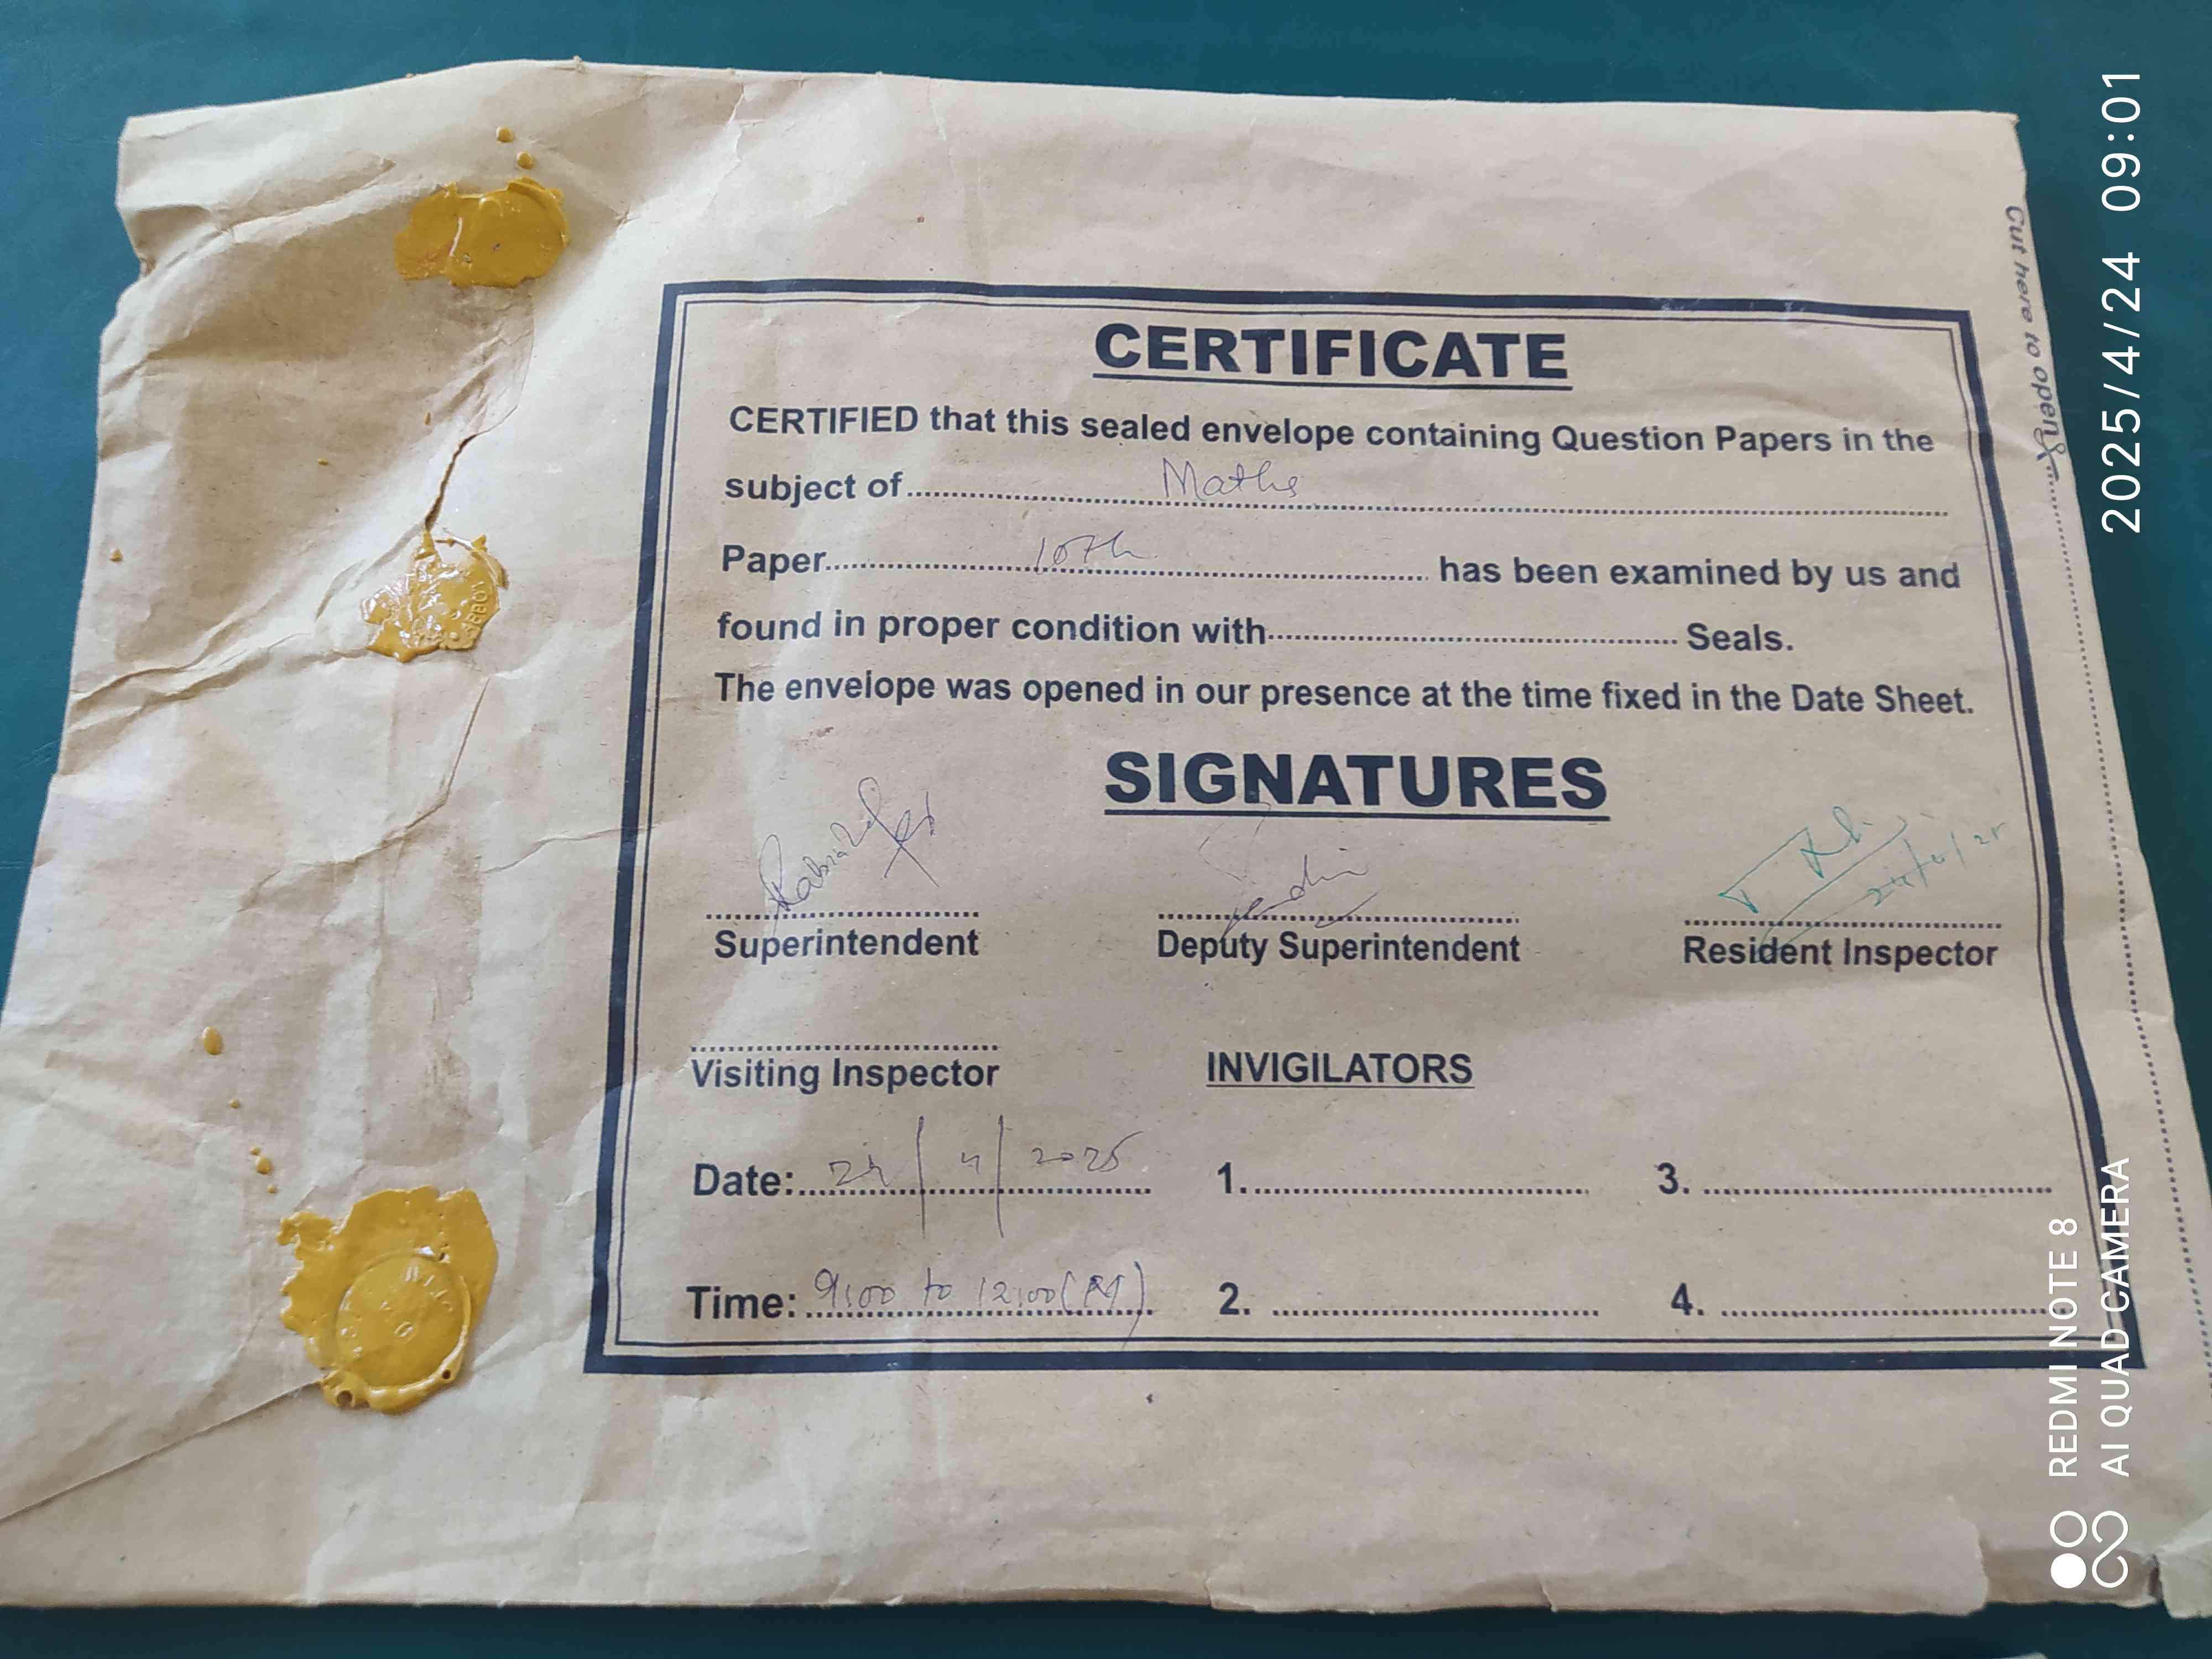 CERTIFICATE
CERTIFIED that this sealed envelope containing Question Papers in the
subject of.......... Maths ..........
Paper.......... 10th .......... has been examined by us and
found in proper condition with.......... Seals.
The envelope was opened in our presence at the time fixed in the Date Sheet.
SIGNATURES
24/4/25
Superintendent Deputy Superintendent Resident Inspector
Visiting Inspector INVIGILATORS
Date: 24/4/2025 1. .......... 3. ..........
Time: 9:00 to 12:00 2. .......... 4. ..........
Cut here to open
2025/4/24 09:01
REDMI NOTE 8
AI QUAD CAMERA